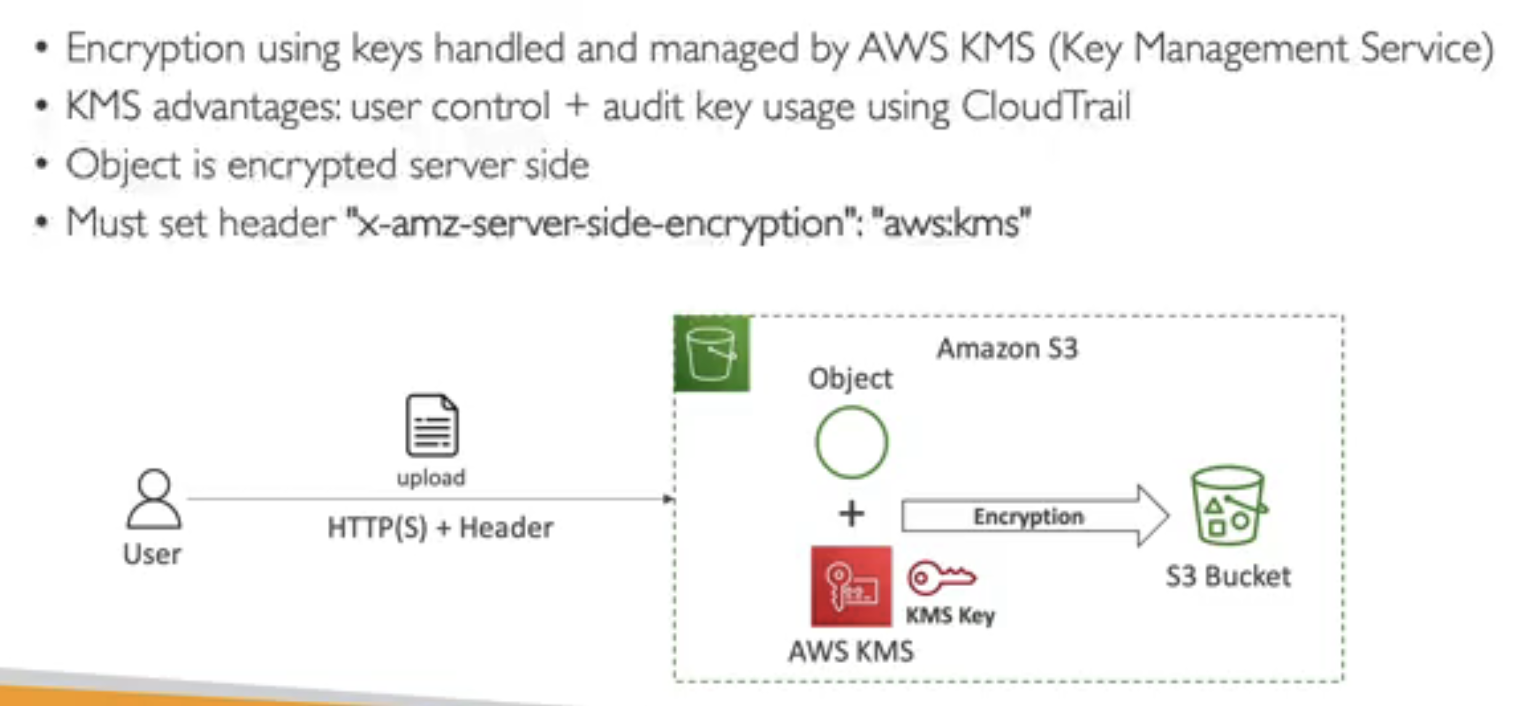 • Encryption using keys handled and managed by AWS KMS (Key Management Service)
• KMS advantages: user control + audit key usage using CloudTrail
• Object is encrypted server side
• Must set header "x-amz-server-side-encryption": "aws:kms"
Amazon S3
Object
upload
HTTP(S) + Header
User
+
Encryption
S3 Bucket
KMS Key
AWS KMS